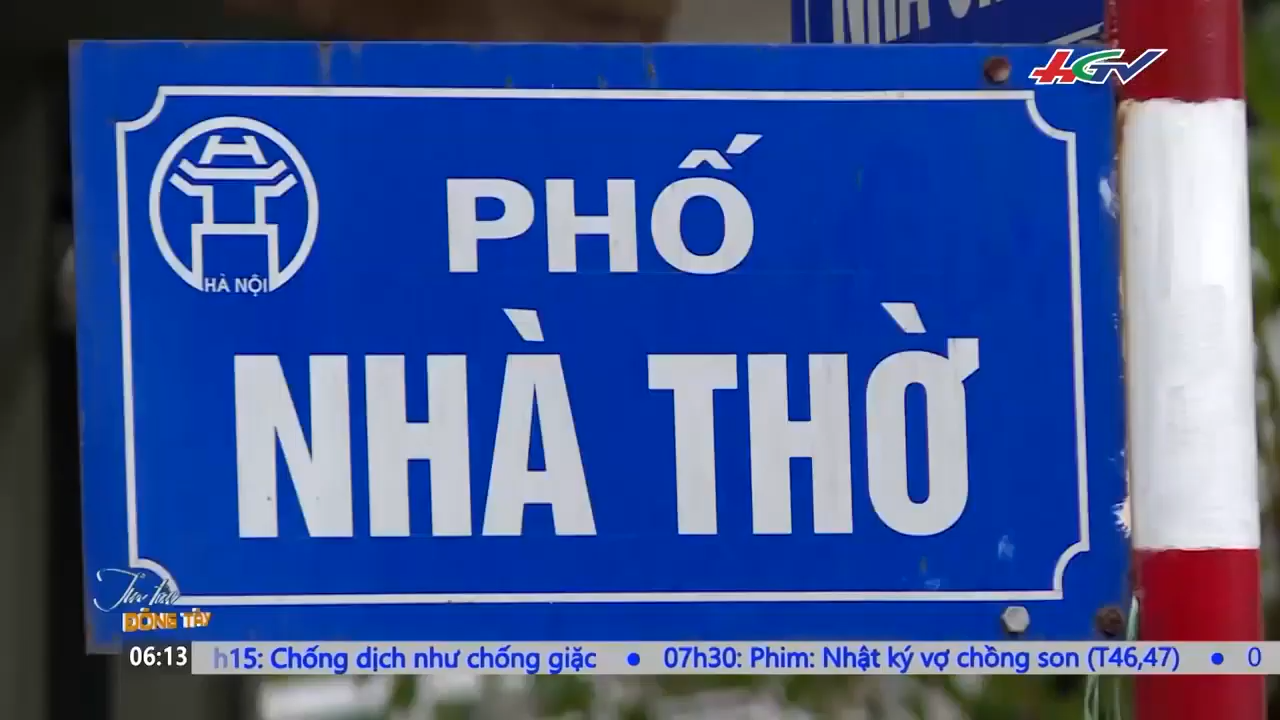 HGV
HÀ NỘI
PHỐ
NHÀ THỜ
ĐÔNG TÂY
06:13
h15: Chống dịch như chống giặc • 07h30: Phim: Nhật ký vợ chồng son (T46,47) • 0